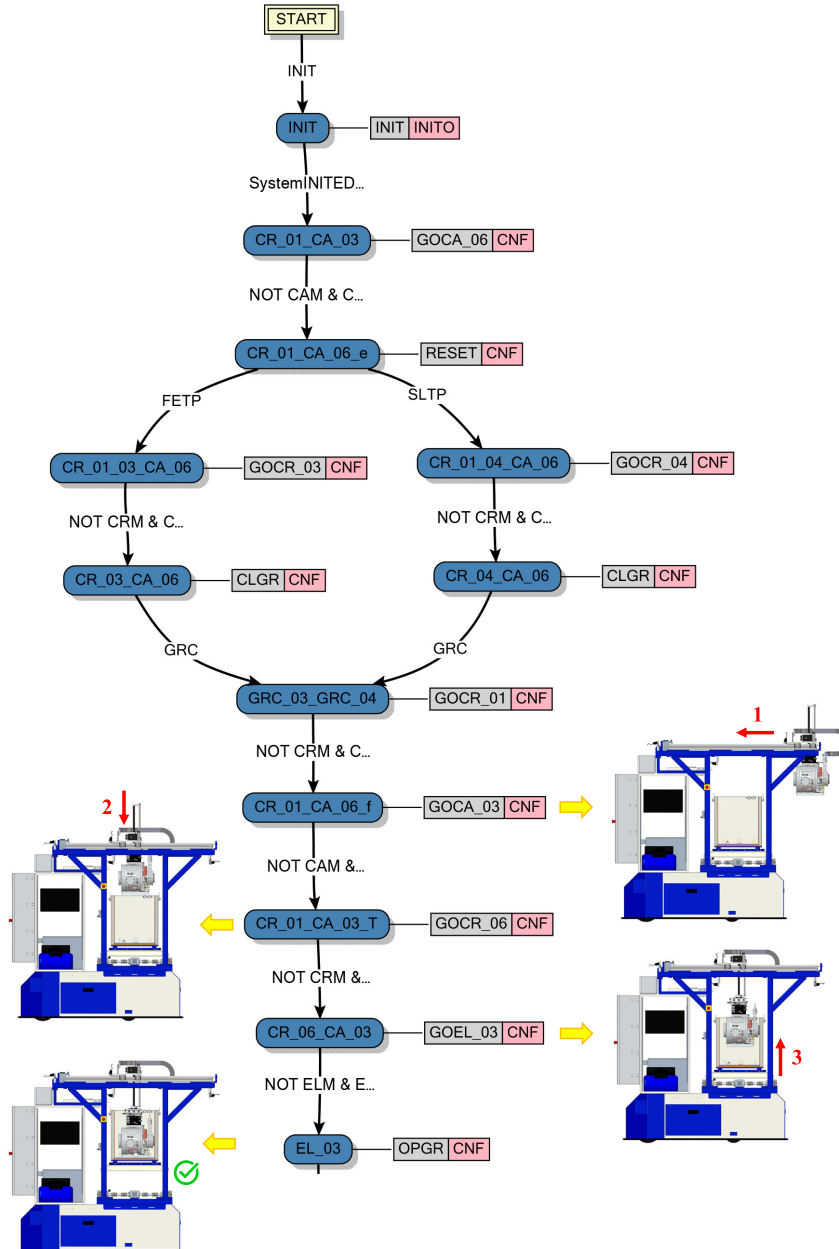 START
INIT
INIT INIT INITO
SystemINITED…
CR_01_CA_03 GOCA_06 CNF
NOT CAM & C…
CR_01_CA_06_e RESET CNF
FETP SLTP
CR_01_03_CA_06 GOCR_03 CNF CR_01_04_CA_06 GOCR_04 CNF
NOT CRM & C… NOT CRM & C…
CR_03_CA_06 CLGR CNF CR_04_CA_06 CLGR CNF
GRC GRC
GRC_03_GRC_04 GOCR_01 CNF
1
NOT CRM & C…
2 CR_01_CA_06_f GOCA_03 CNF
NOT CAM &…
CR_01_CA_03_T GOCR_06 CNF
NOT CRM &…
CR_06_CA_03 GOEL_03 CNF
3
NOT ELM & E…
EL_03 OPGR CNF